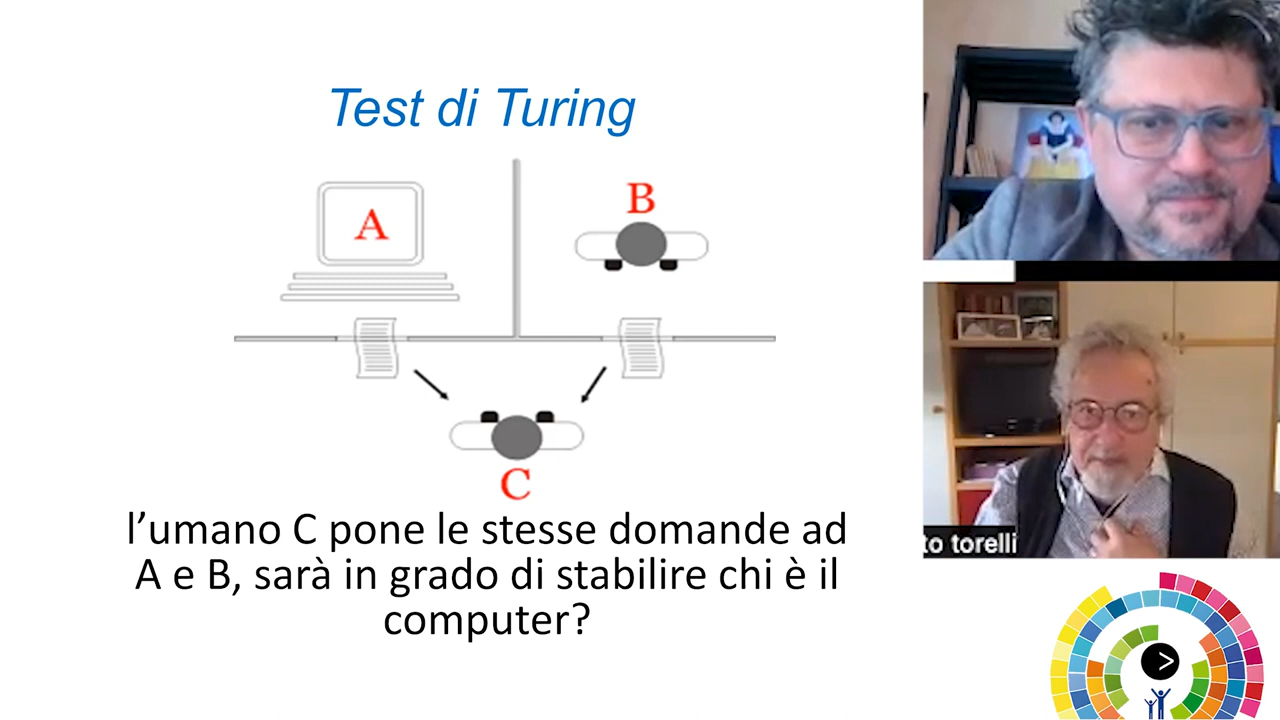 Test di Turing
A
B
C
l’umano C pone le stesse domande ad
A e B, sarà in grado di stabilire chi è il
computer?
to torelli
>